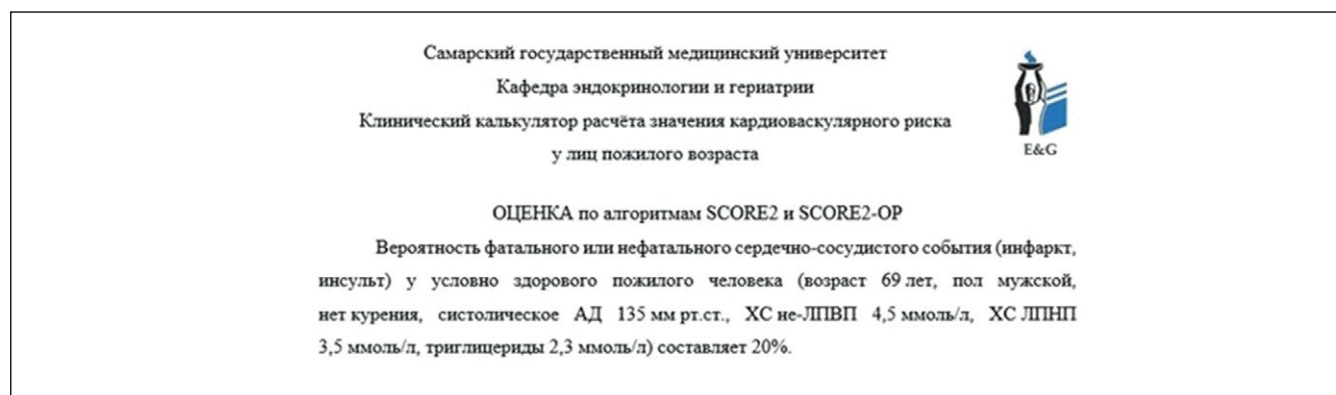 Самарский государственный медицинский университет
Кафедра эндокринологии и гериатрии
Клинический калькулятор расчёта значения кардиоваскулярного риска
у лиц пожилого возраста
E&G
ОЦЕНКА по алгоритмам SCORE2 и SCORE2-OP
Вероятность фатального или нефатального сердечно-сосудистого события (инфаркт,
инсульт) у условно здорового пожилого человека (возраст 69 лет, пол мужской,
нет курения, систолическое АД 135 мм рт.ст., ХС не-ЛПВП 4,5 ммоль/л, ХС ЛПНП
3,5 ммоль/л, триглицериды 2,3 ммоль/л) составляет 20%.